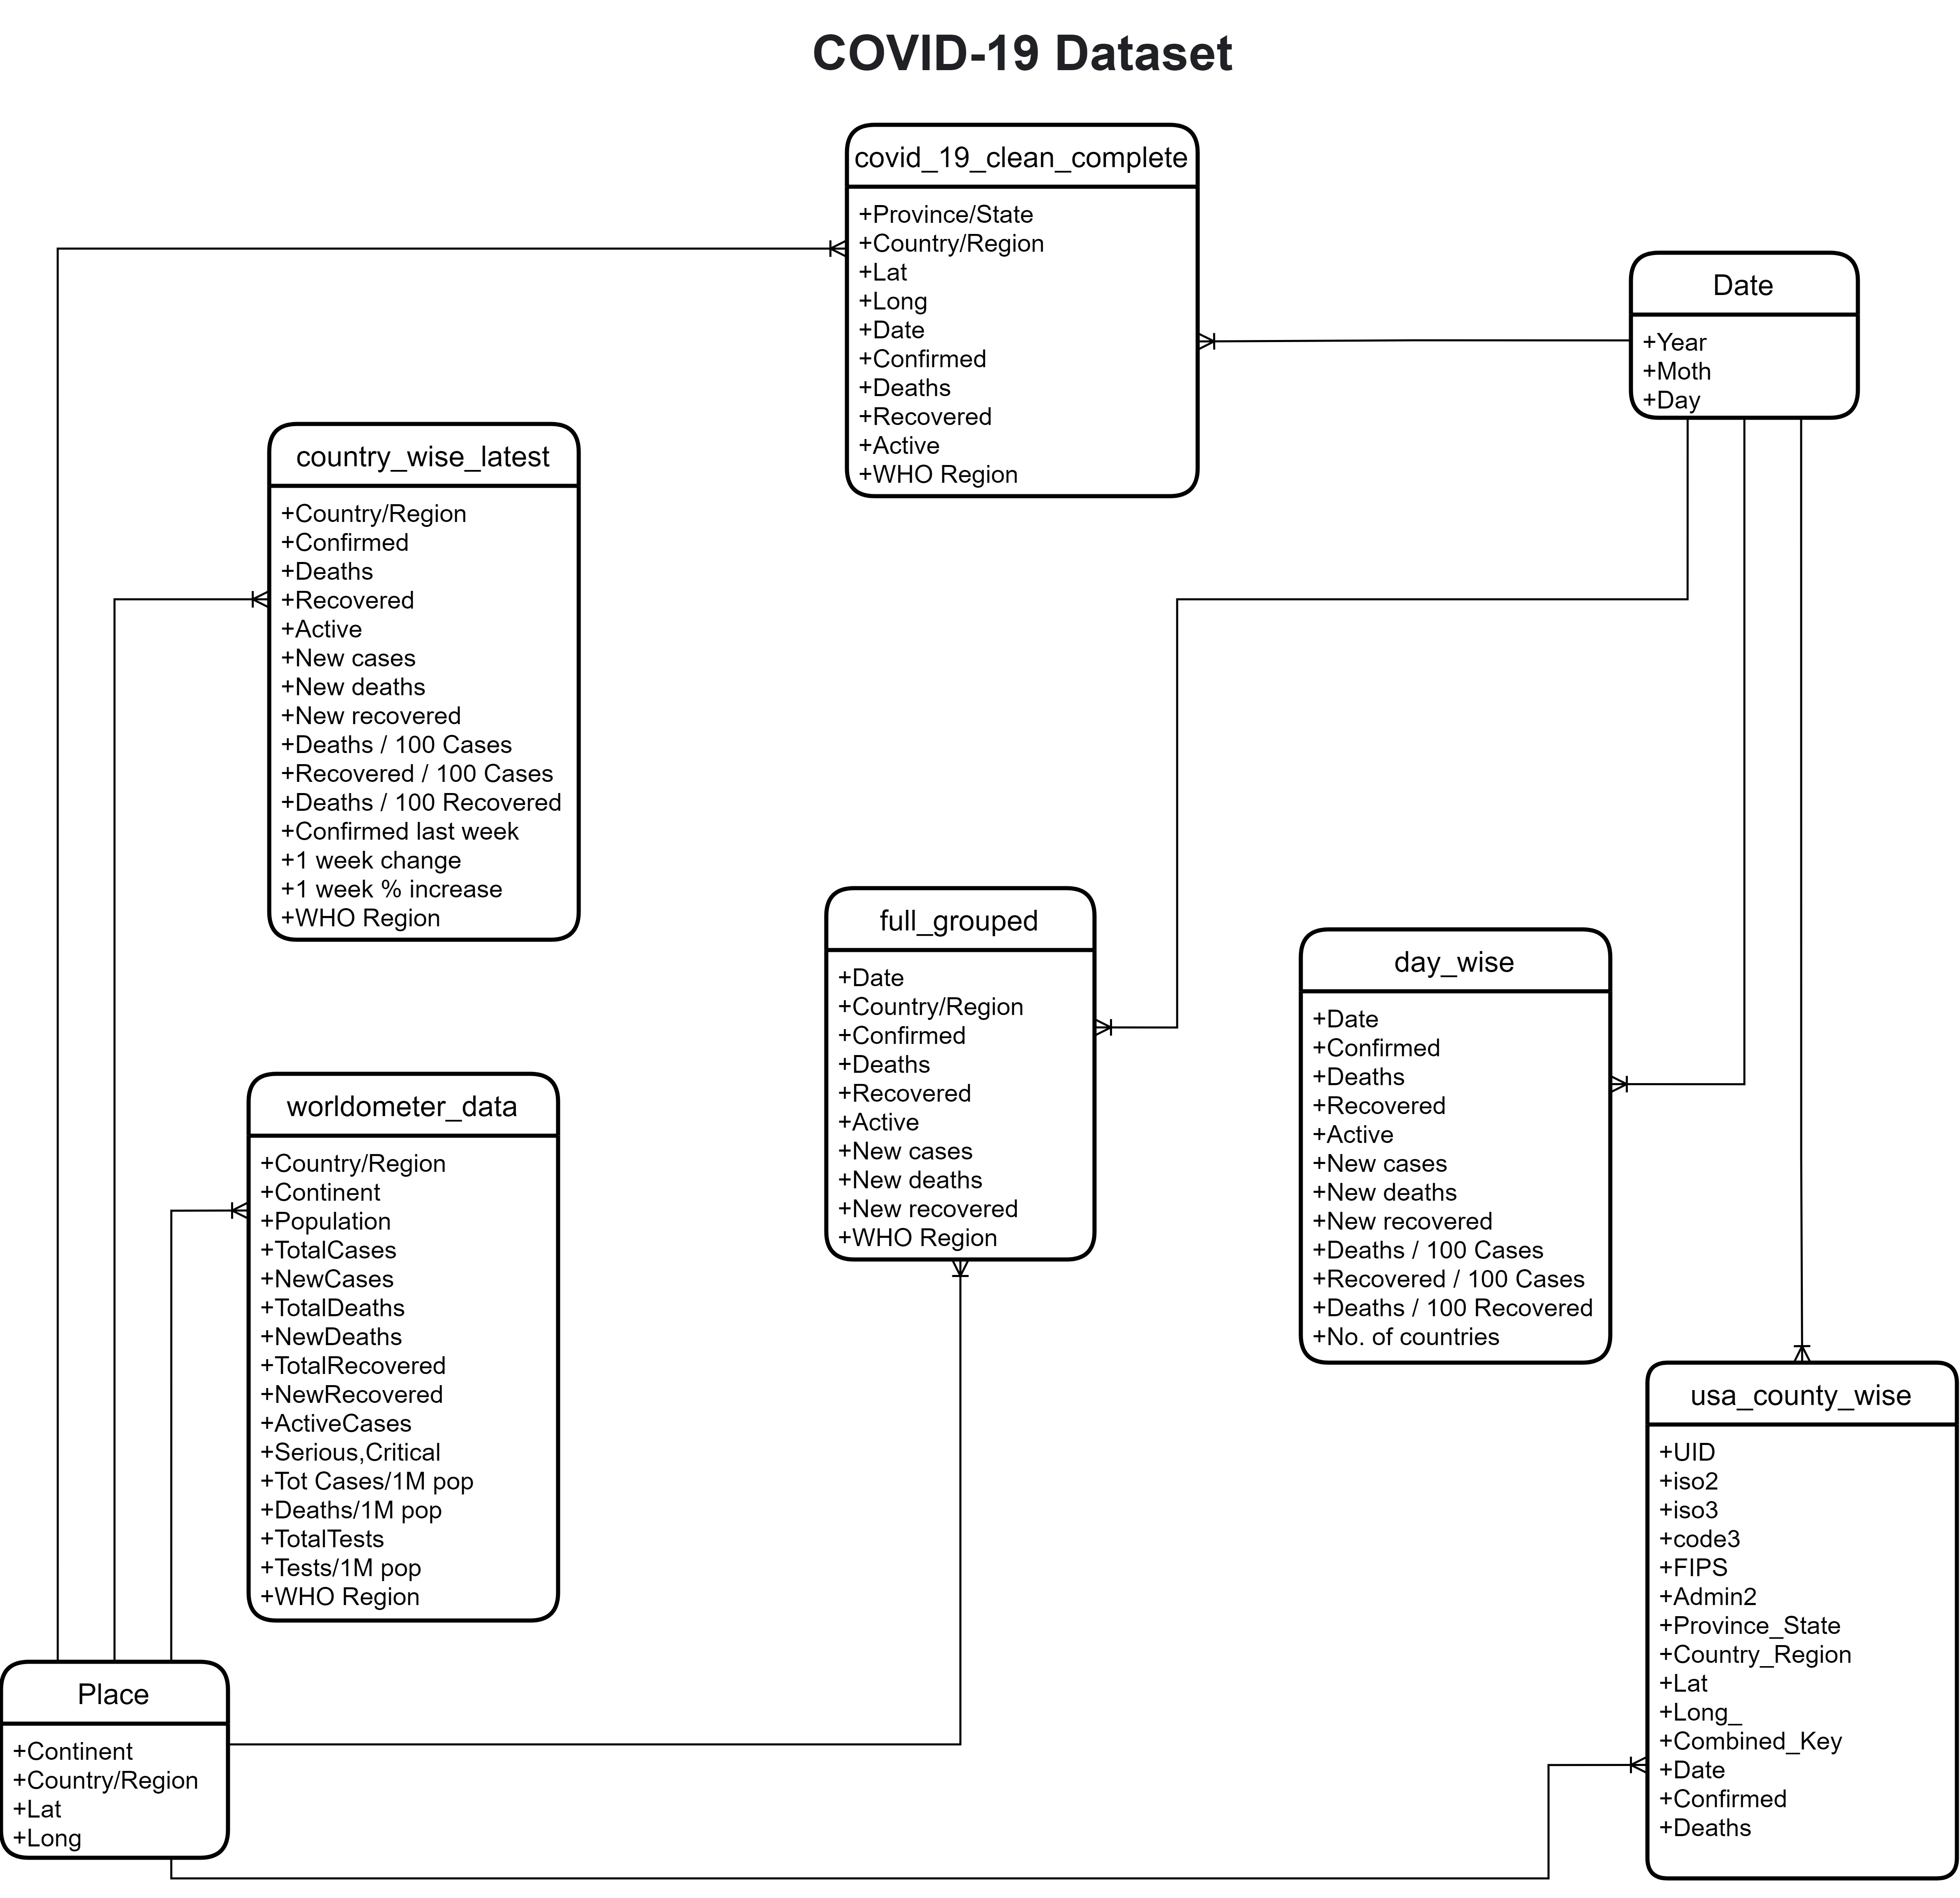 COVID-19 Dataset
covid_19_clean_complete
+Province/State
+Country/Region
+Lat
+Long
+Date
+Confirmed
+Deaths
+Recovered
+Active
+WHO Region
Date
+Year
+Moth
+Day
country_wise_latest
+Country/Region
+Confirmed
+Deaths
+Recovered
+Active
+New cases
+New deaths
+New recovered
+Deaths / 100 Cases
+Recovered / 100 Cases
+Deaths / 100 Recovered
+Confirmed last week
+1 week change
+1 week % increase
+WHO Region
full_grouped
+Date
+Country/Region
+Confirmed
+Deaths
+Recovered
+Active
+New cases
+New deaths
+New recovered
+WHO Region
day_wise
+Date
+Confirmed
+Deaths
+Recovered
+Active
+New cases
+New deaths
+New recovered
+Deaths / 100 Cases
+Recovered / 100 Cases
+Deaths / 100 Recovered
+No. of countries
worldometer_data
+Country/Region
+Continent
+Population
+TotalCases
+NewCases
+TotalDeaths
+NewDeaths
+TotalRecovered
+NewRecovered
+ActiveCases
+Serious,Critical
+Tot Cases/1M pop
+Deaths/1M pop
+TotalTests
+Tests/1M pop
+WHO Region
usa_county_wise
+UID
+iso2
+iso3
+code3
+FIPS
+Admin2
+Province_State
+Country_Region
+Lat
+Long_
+Combined_Key
+Date
+Confirmed
+Deaths
Place
+Continent
+Country/Region
+Lat
+Long